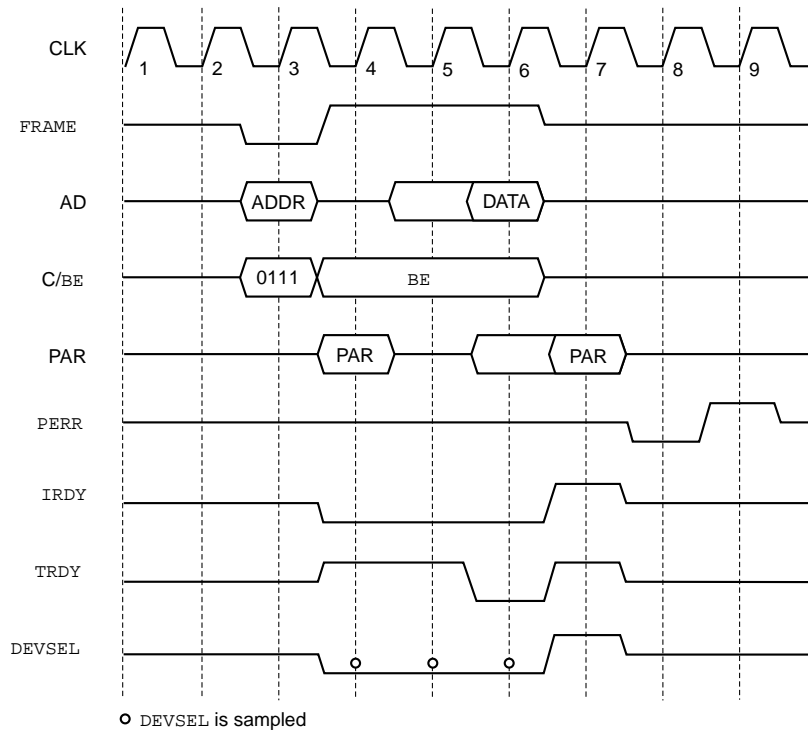 CLK
1 2 3 4 5 6 7 8 9
FRAME
AD
ADDR DATA
C/BE
0111 BE
PAR
PAR PAR
PERR
IRDY
TRDY
DEVSEL
DEVSEL is sampled